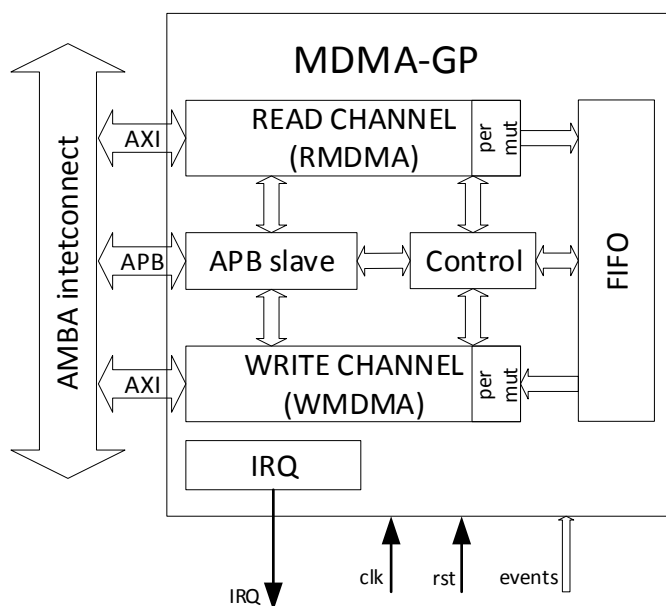 MDMA-GP
READ CHANNEL
(RMDMA)
per
mut
AXI
AMBA intetconnect
APB
APB slave
Control
FIFO
AXI
WRITE CHANNEL
(WMDMA)
per
mut
IRQ
IRQ
clk
rst
events